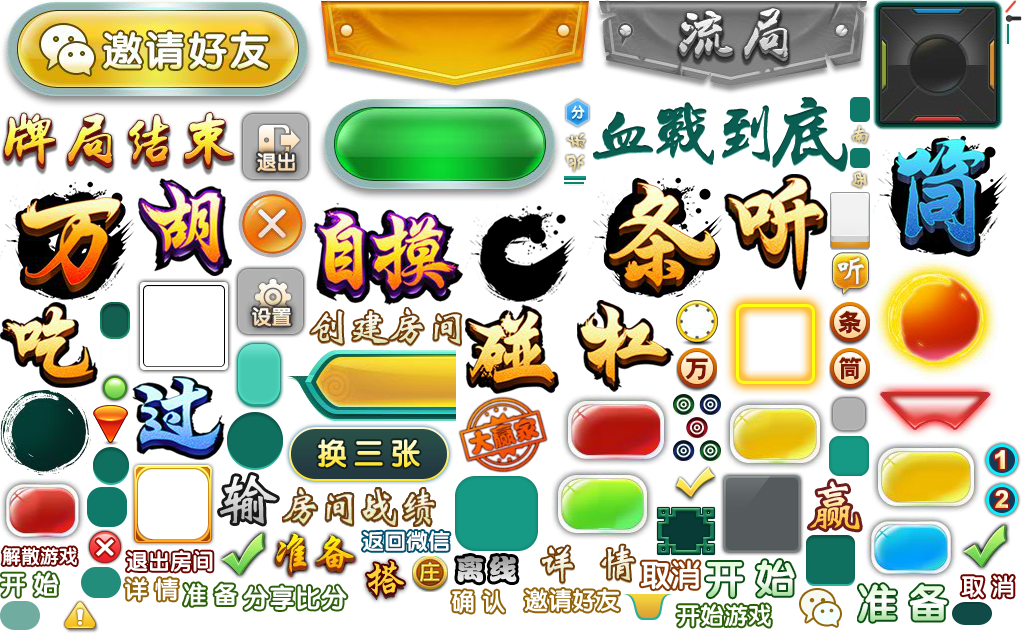 邀请好友
流局
牌局结束
退出
分
血戰到底
南
万
胡
自摸
条
听
筒
听
设置
创建房间
吃
碰
杠
条
万
筒
过
大赢家
换三张
输
房间战绩
赢
1
2
解散游戏
退出房间
准备
返回微信
搭
庄
离线
详情
取消
开始
取消
开始
详情
准备
分享比分
确认
邀请好友
开始游戏
准备